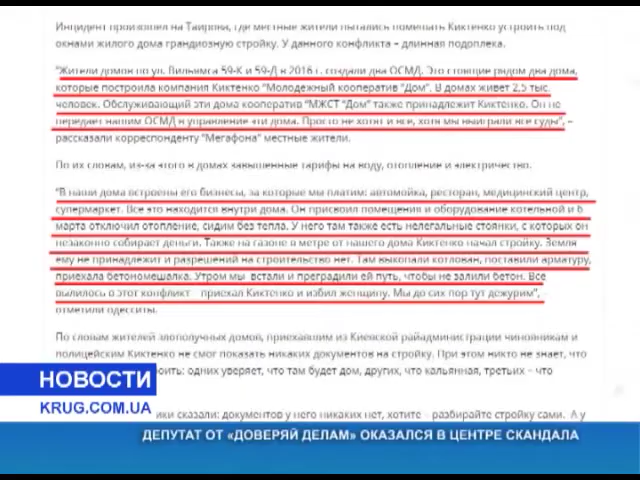 Инцидент произошел на Таирова, где местные жители пытались помешать Киктенко устроить под
окнами жилого дома грандиозную стройку. У данного конфликта – длинная подоплека.
"Жители домов по ул. Вильямса 59-К и 59-Д в 2016 г. создали два ОСМД. Это стоящие рядом два дома,
которые построила компания Киктенко "Молодежный кооператив "Дом". В домах живет 2,5 тыс.
человек. Обслуживающий эти дома кооператив "МЖСТ "Дом" также принадлежит Киктенко. Он не
передает нашим ОСМД в управление эти дома. Просто не хотят и все, хотя мы выиграли все суды", –
рассказали корреспонденту "Мегафона" местные жители.
По их словам, из-за этого в домах завышенные тарифы на воду, отопление и электричество.
"В наши дома встроены его бизнесы, за которые мы платим: автомойка, ресторан, медицинский центр,
супермаркет. Все это находится внутри дома. Он присвоил помещения и оборудование котельной и 6
марта отключил отопление, сидим без тепла. У него там также есть нелегальные стоянки, с которых он
незаконно собирает деньги. Также на газоне в метре от нашего дома Киктенко начал стройку. Земля
ему не принадлежит и разрешений на строительство нет. Там выкопали котлован, поставили арматуру,
приехала бетономешалка. Утром мы встали и преградили ей путь, чтобы не залили бетон. Все
вылилось в этот конфликт – приехал Киктенко и избил женщину. Мы до сих пор тут дежурим",
отметили одесситы.
По словам жителей злополучных домов, приехавшим из Киевской райадминистрации чиновникам и
полицейским Киктенко не смог показать никаких документов на стройку. При этом никто не знает, что
роить: одних уверяет, что там будет дом, других, что кальянная, третьих – что
ики сказали: документов у него никаких нет, хотите – разбирайте стройку сами. А у
НОВОСТИ
KRUG.COM.UA
ДЕПУТАТ ОТ «ДОВЕРЯЙ ДЕЛАМ» ОКАЗАЛСЯ В ЦЕНТРЕ СКАНДАЛА